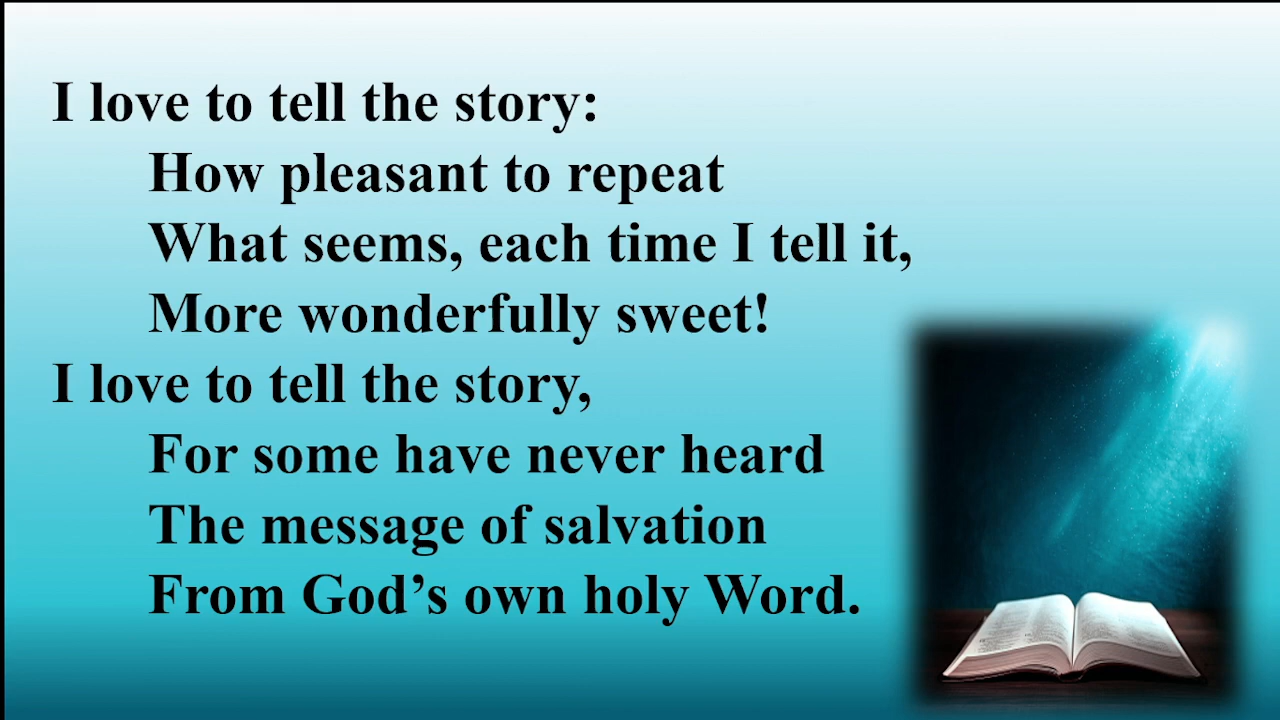 I love to tell the story:
How pleasant to repeat
What seems, each time I tell it,
More wonderfully sweet!
I love to tell the story,
For some have never heard
The message of salvation
From God’s own holy Word.